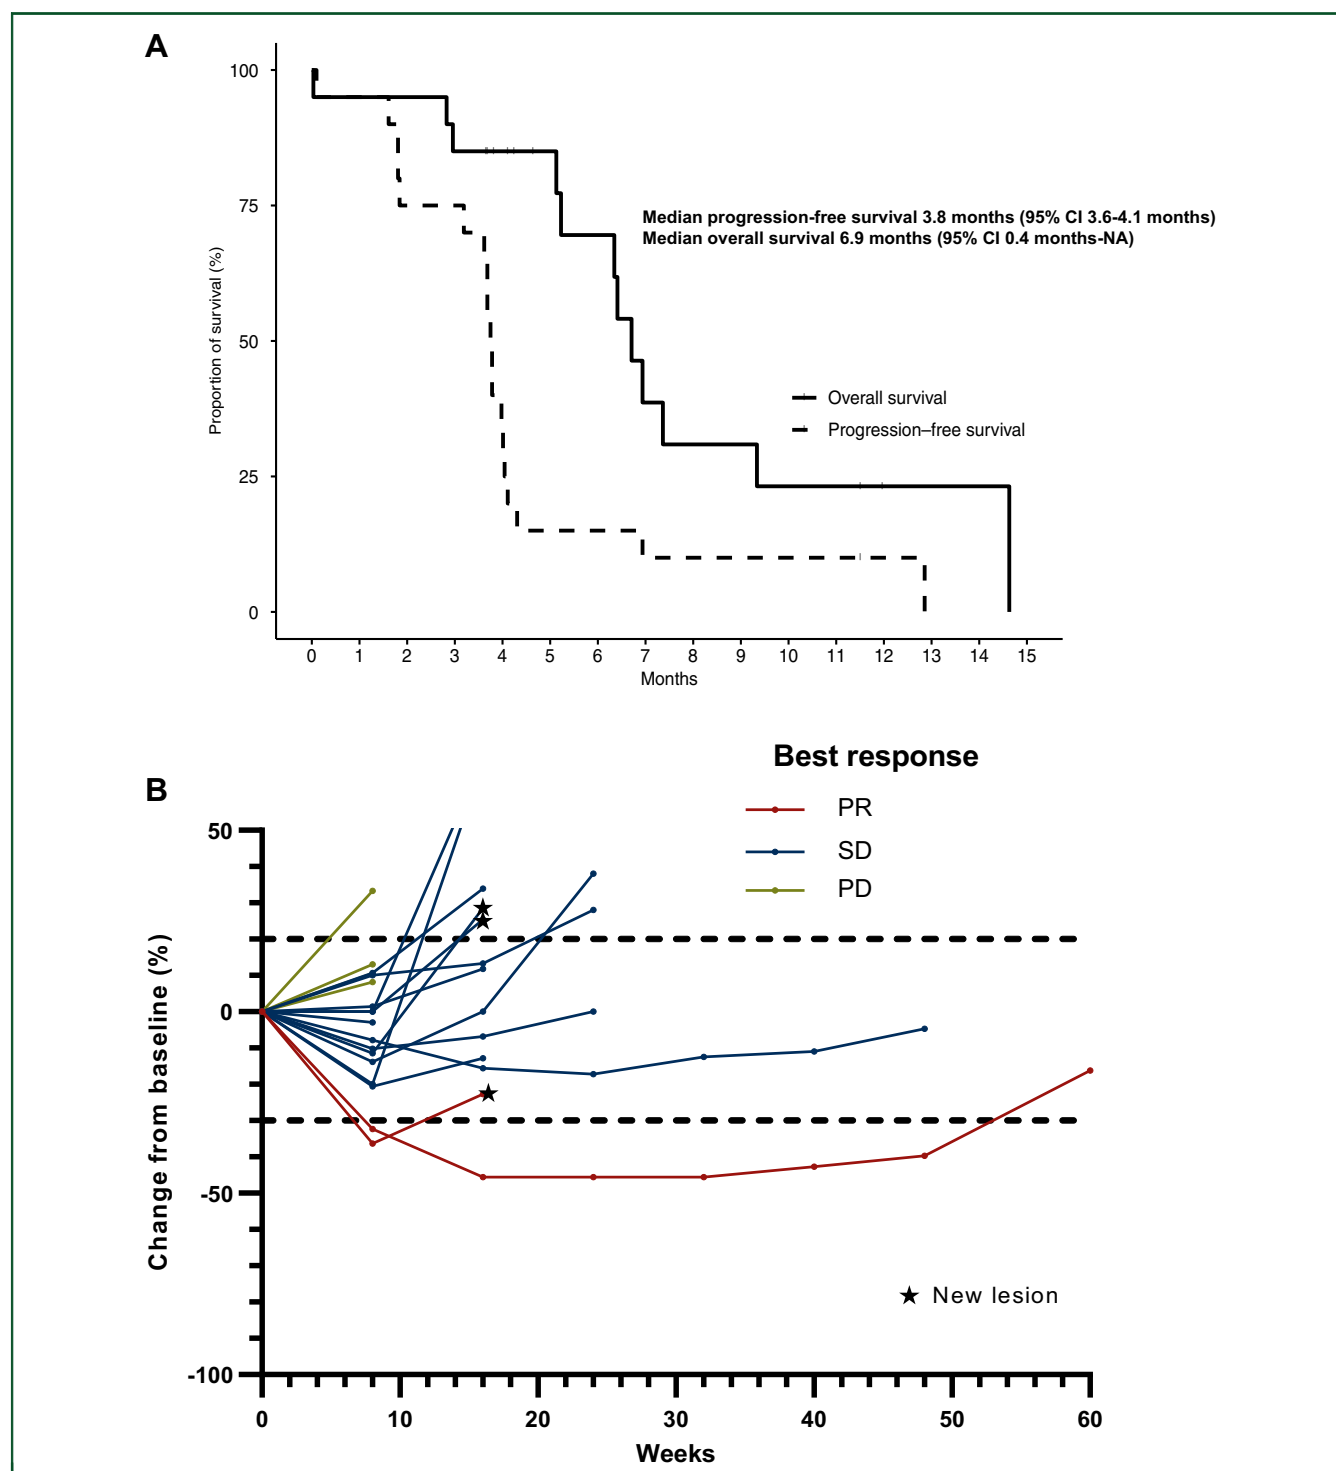 A
100
75
50
25
0
Proportion of survival (%)
Median progression-free survival 3.8 months (95% CI 3.6-4.1 months)
Median overall survival 6.9 months (95% CI 0.4 months-NA)
Overall survival
Progression–free survival
0 1 2 3 4 5 6 7 8 9 10 11 12 13 14 15
Months
B
Best response
PR
SD
PD
50
0
-50
-100
Change from baseline (%)
New lesion
0 10 20 30 40 50 60
Weeks